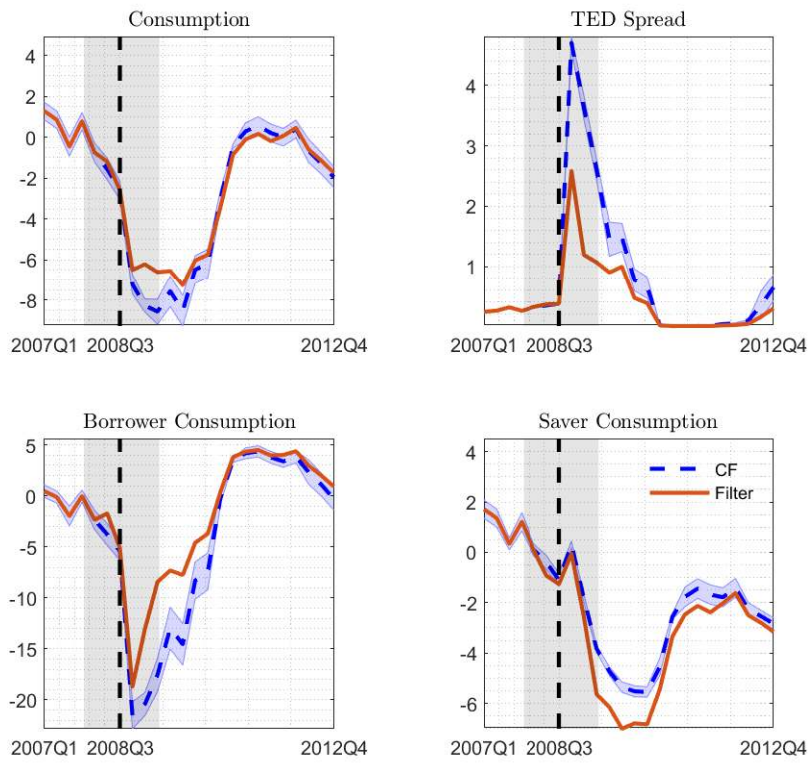 Consumption
4
2
0
-2
-4
-6
-8
2007Q1 2008Q3 2012Q4
TED Spread
4
3
2
1
2007Q1 2008Q3 2012Q4
Borrower Consumption
5
0
-5
-10
-15
-20
2007Q1 2008Q3 2012Q4
Saver Consumption
CF
Filter
4
2
0
-2
-4
-6
2007Q1 2008Q3 2012Q4